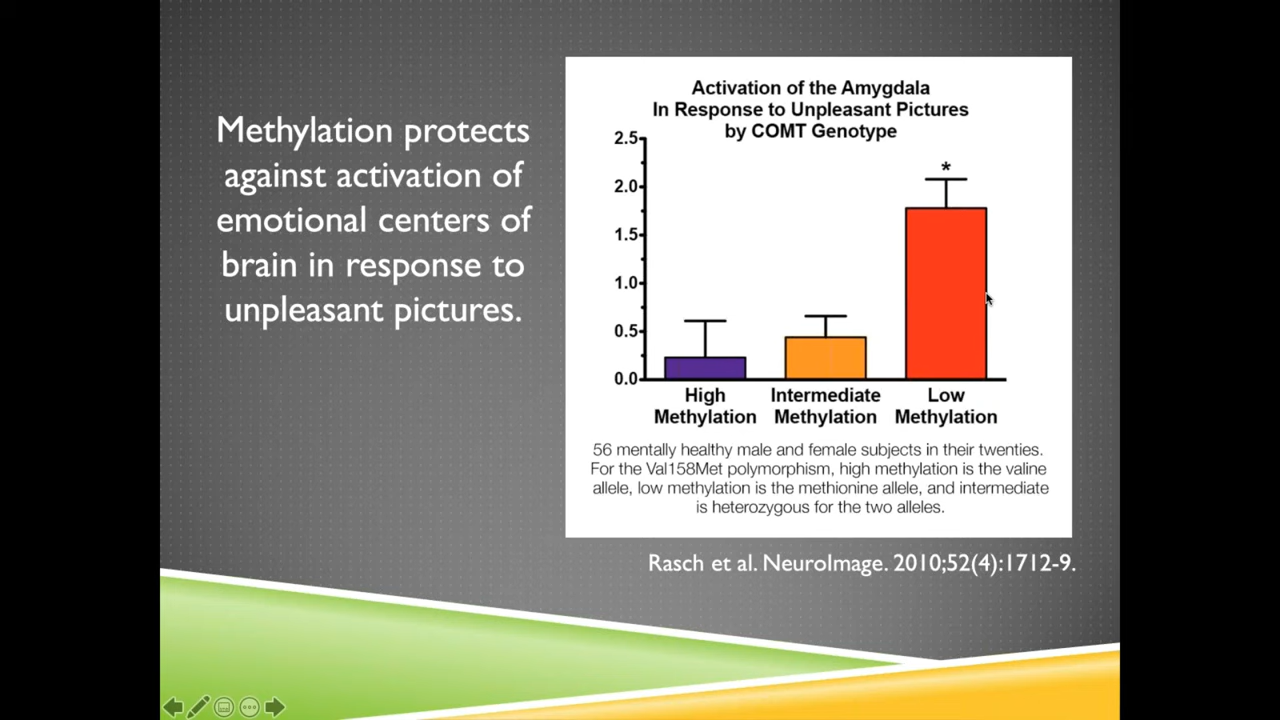 Methylation protects
against activation of
emotional centers of
brain in response to
unpleasant pictures.
Activation of the Amygdala
In Response to Unpleasant Pictures
by COMT Genotype
2.5
2.0
1.5
1.0
0.5
0.0
*
High
Methylation
Intermediate
Methylation
Low
Methylation
56 mentally healthy male and female subjects in their twenties.
For the Val158Met polymorphism, high methylation is the valine
allele, low methylation is the methionine allele, and intermediate
is heterozygous for the two alleles.
Rasch et al. NeuroImage. 2010;52(4):1712-9.